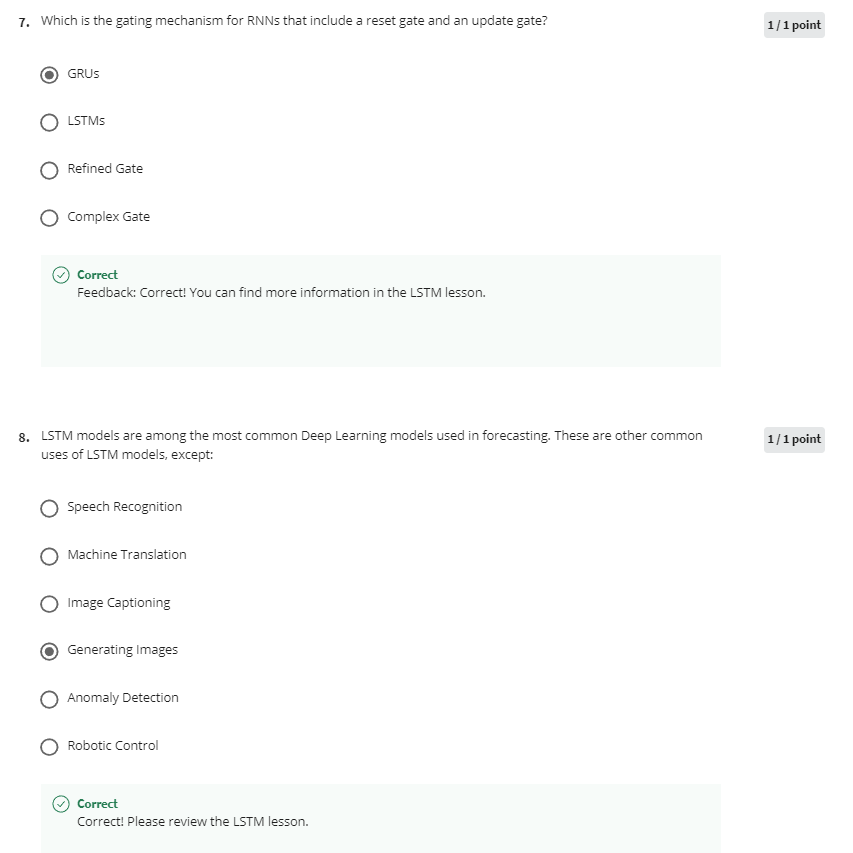 7. Which is the gating mechanism for RNNs that include a reset gate and an update gate?
1 / 1 point
GRUs
LSTMs
Refined Gate
Complex Gate
Correct
Feedback: Correct! You can find more information in the LSTM lesson.
8. LSTM models are among the most common Deep Learning models used in forecasting. These are other common
uses of LSTM models, except:
1 / 1 point
Speech Recognition
Machine Translation
Image Captioning
Generating Images
Anomaly Detection
Robotic Control
Correct
Correct! Please review the LSTM lesson.